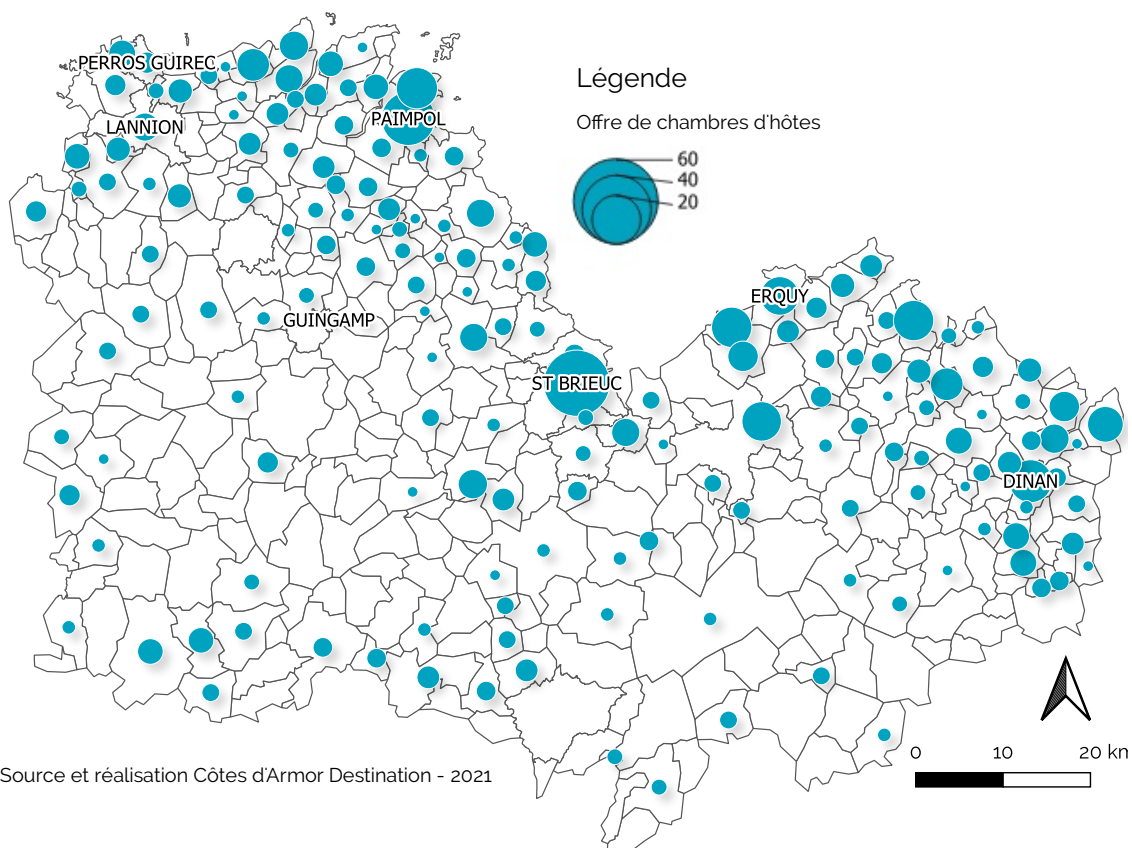 PERROS GUIREC
LANNION
PAIMPOL
GUINGAMP
ST BRIEUC
ERQUY
DINAN
Légende
Offre de chambres d'hôtes
60
40
20
0 10 20 km
Source et réalisation Côtes d'Armor Destination - 2021